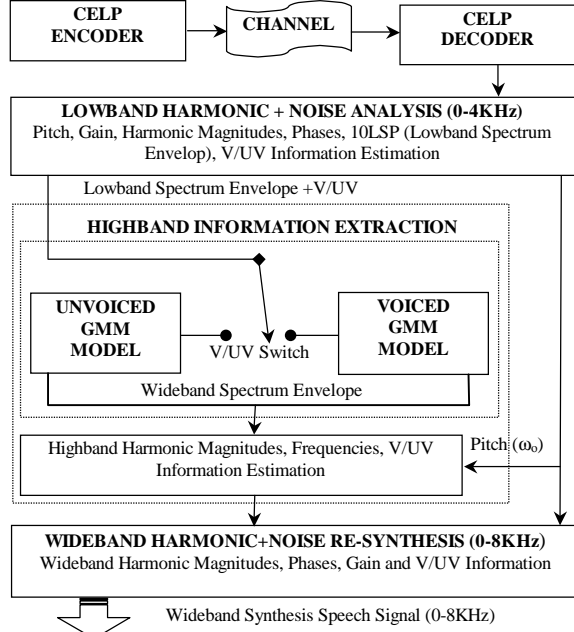 CELP
ENCODER
CHANNEL
CELP
DECODER
LOWBAND HARMONIC + NOISE ANALYSIS (0-4KHz)
Pitch, Gain, Harmonic Magnitudes, Phases, 10LSP (Lowband Spectrum
Envelop), V/UV Information Estimation
Lowband Spectrum Envelope +V/UV
HIGHBAND INFORMATION EXTRACTION
UNVOICED
GMM
MODEL
V/UV Switch
VOICED
GMM
MODEL
Wideband Spectrum Envelope
Highband Harmonic Magnitudes, Frequencies, V/UV
Information Estimation
Pitch (ω₀)
WIDEBAND HARMONIC+NOISE RE-SYNTHESIS (0-8KHz)
Wideband Harmonic Magnitudes, Phases, Gain and V/UV Information
Wideband Synthesis Speech Signal (0-8KHz)